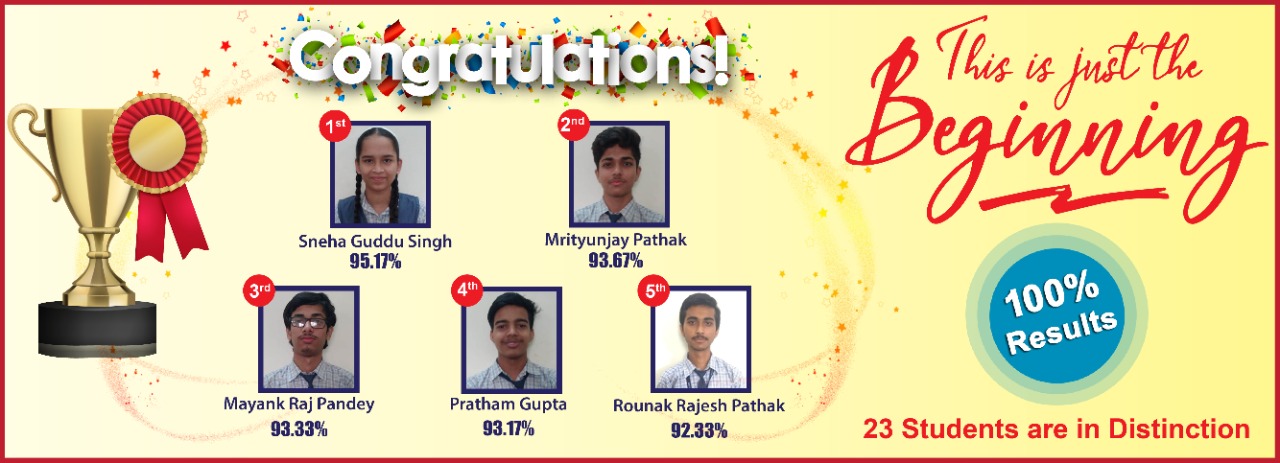 Congratulations!
1st
2nd
Sneha Guddu Singh
95.17%
Mrityunjay Pathak
93.67%
3rd
4th
5th
Mayank Raj Pandey
93.33%
Pratham Gupta
93.17%
Rounak Rajesh Pathak
92.33%
This is just the
Beginning
100%
Results
23 Students are in Distinction